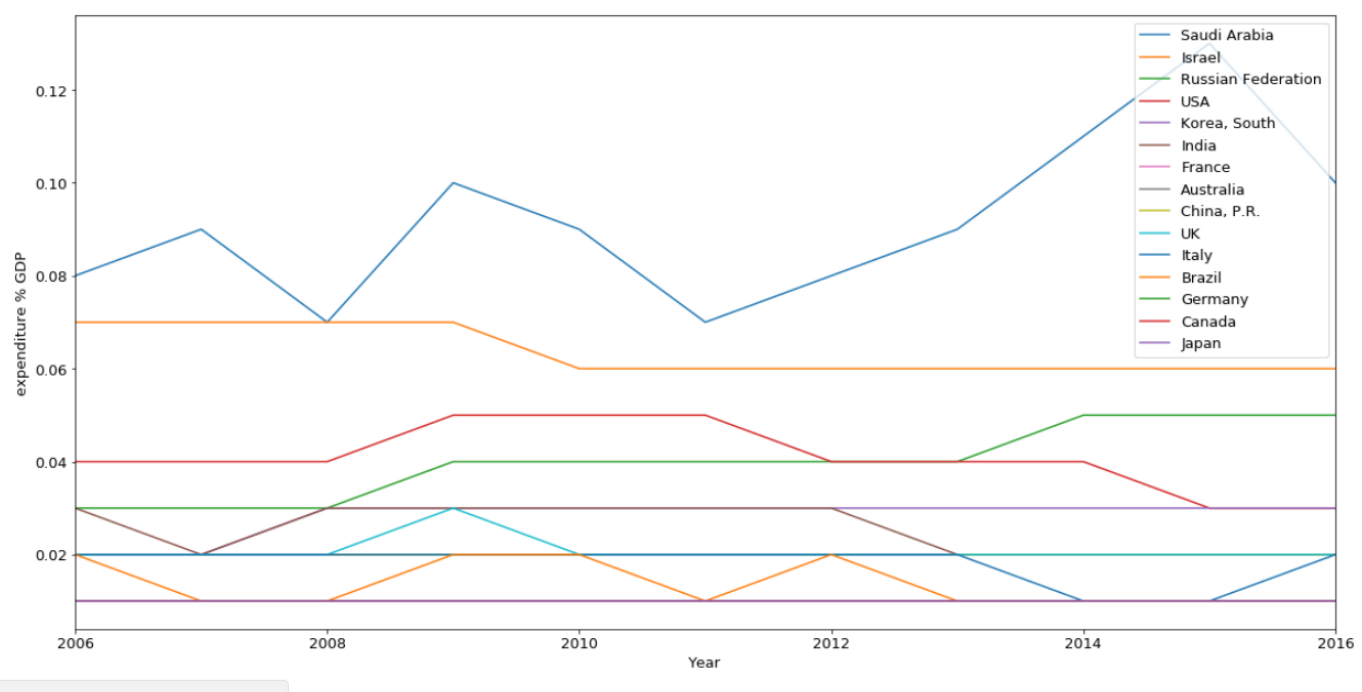 Saudi Arabia
Israel
Russian Federation
USA
Korea, South
India
France
Australia
China, P.R.
UK
Italy
Brazil
Germany
Canada
Japan
0.12
0.10
0.08
0.06
0.04
0.02
expenditure % GDP
2006 2008 2010 2012 2014 2016
Year